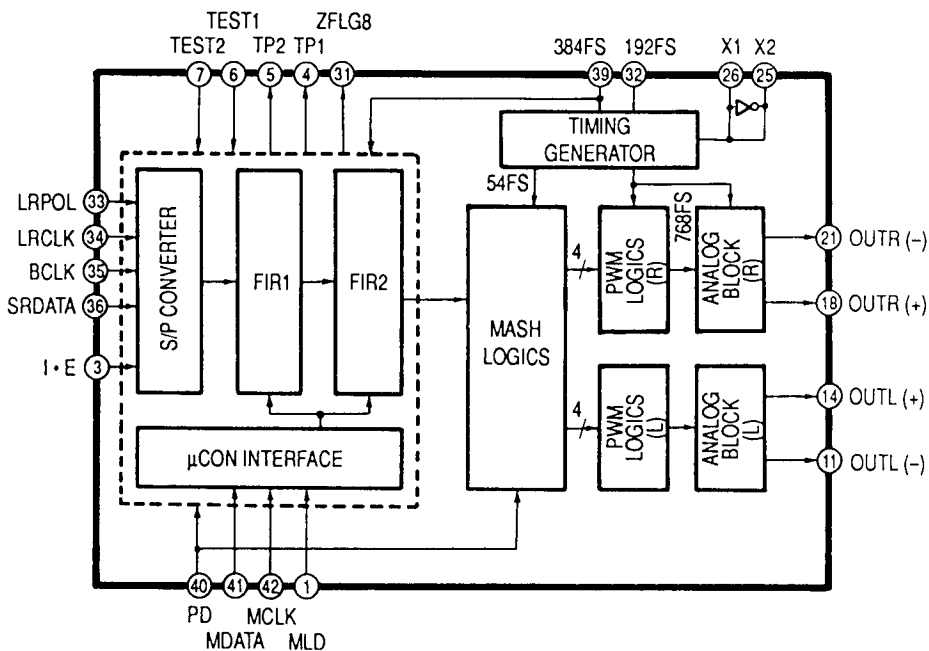 TEST1
ZFLG8
TEST2
TP2
TP1
384FS
192FS
X1
X2
7
6
5
4
31
39
32
26
25
TIMING
GENERATOR
54FS
768FS
LRPOL
33
LRCLK
34
BCLK
35
SRDATA
36
I·E
3
S/P CONVERTER
FIR1
FIR2
MASH
LOGICS
4
PWM
LOGICS
(R)
ANALOG
BLOCK
(R)
21
OUTR (–)
18
OUTR (+)
4
PWM
LOGICS
(L)
ANALOG
BLOCK
(L)
14
OUTL (+)
11
OUTL (–)
μCON INTERFACE
40
41
42
1
PD
MCLK
MDATA
MLD